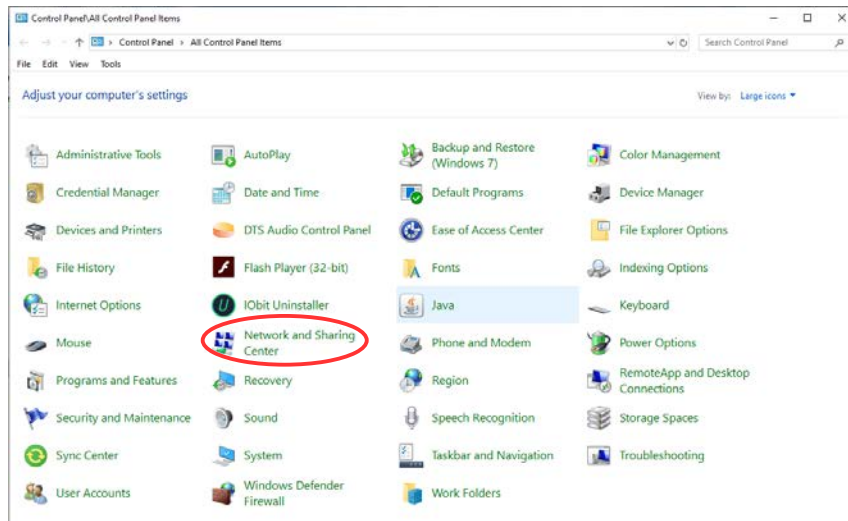 Control Panel\All Control Panel Items
Control Panel > All Control Panel Items
Search Control Panel
File Edit View Tools
Adjust your computer's settings
View by: Large icons
Administrative Tools
AutoPlay
Backup and Restore
(Windows 7)
Color Management
Credential Manager
Date and Time
Default Programs
Device Manager
Devices and Printers
DTS Audio Control Panel
Ease of Access Center
File Explorer Options
File History
Flash Player (32-bit)
Fonts
Indexing Options
Internet Options
IObit Uninstaller
Java
Keyboard
Mouse
Network and Sharing
Center
Phone and Modem
Power Options
Programs and Features
Recovery
Region
RemoteApp and Desktop
Connections
Security and Maintenance
Sound
Speech Recognition
Storage Spaces
Sync Center
System
Taskbar and Navigation
Troubleshooting
User Accounts
Windows Defender
Firewall
Work Folders